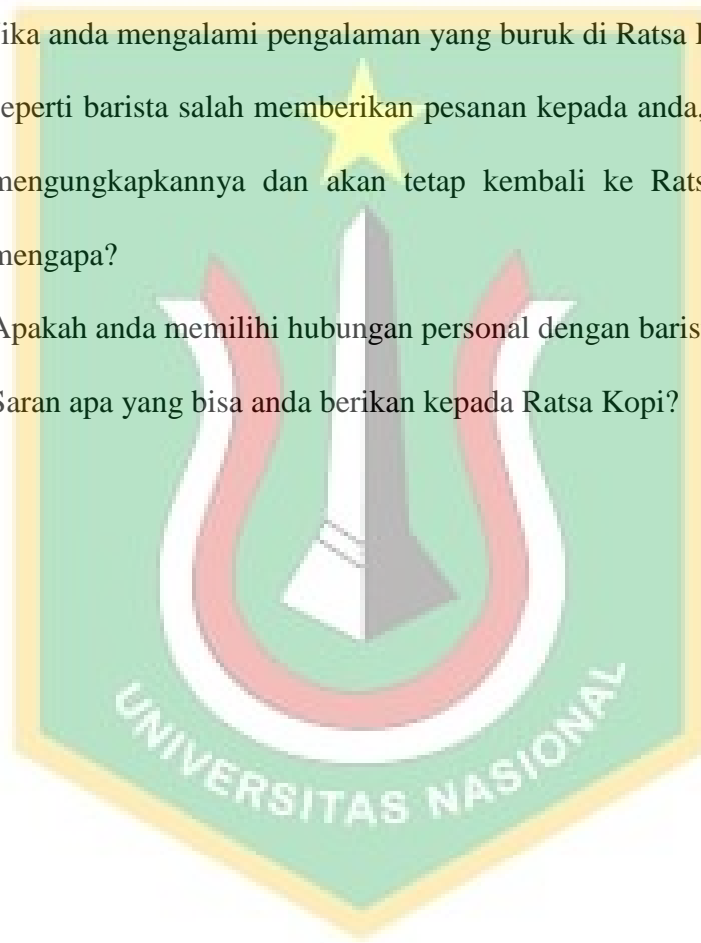 ika anda mengalami pengalaman yang buruk di Ratsa
eperti barista salah memberikan pesanan kepada anda,
mengungkapkannya dan akan tetap kembali ke Rats
mengapa?
Apakah anda memilihi hubungan personal dengan baris
Saran apa yang bisa anda berikan kepada Ratsa Kopi?
UNIVERSITAS NASIONAL